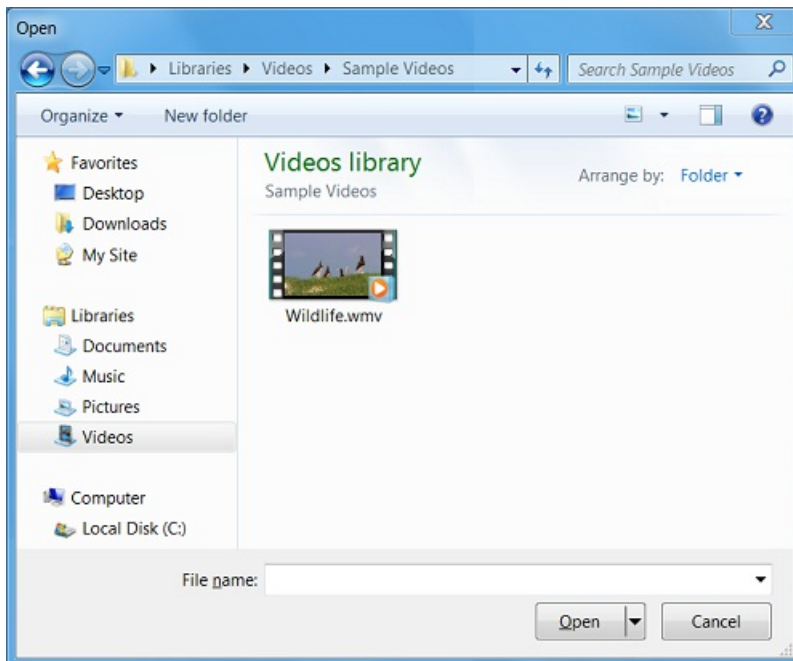 Open
Libraries Videos Sample Videos
Search Sample Videos
Organize New folder
Favorites
Desktop
Downloads
My Site
Libraries
Documents
Music
Pictures
Videos
Computer
Local Disk (C:)
Videos library
Sample Videos
Arrange by: Folder
Wildlife.wmv
File name:
Open Cancel